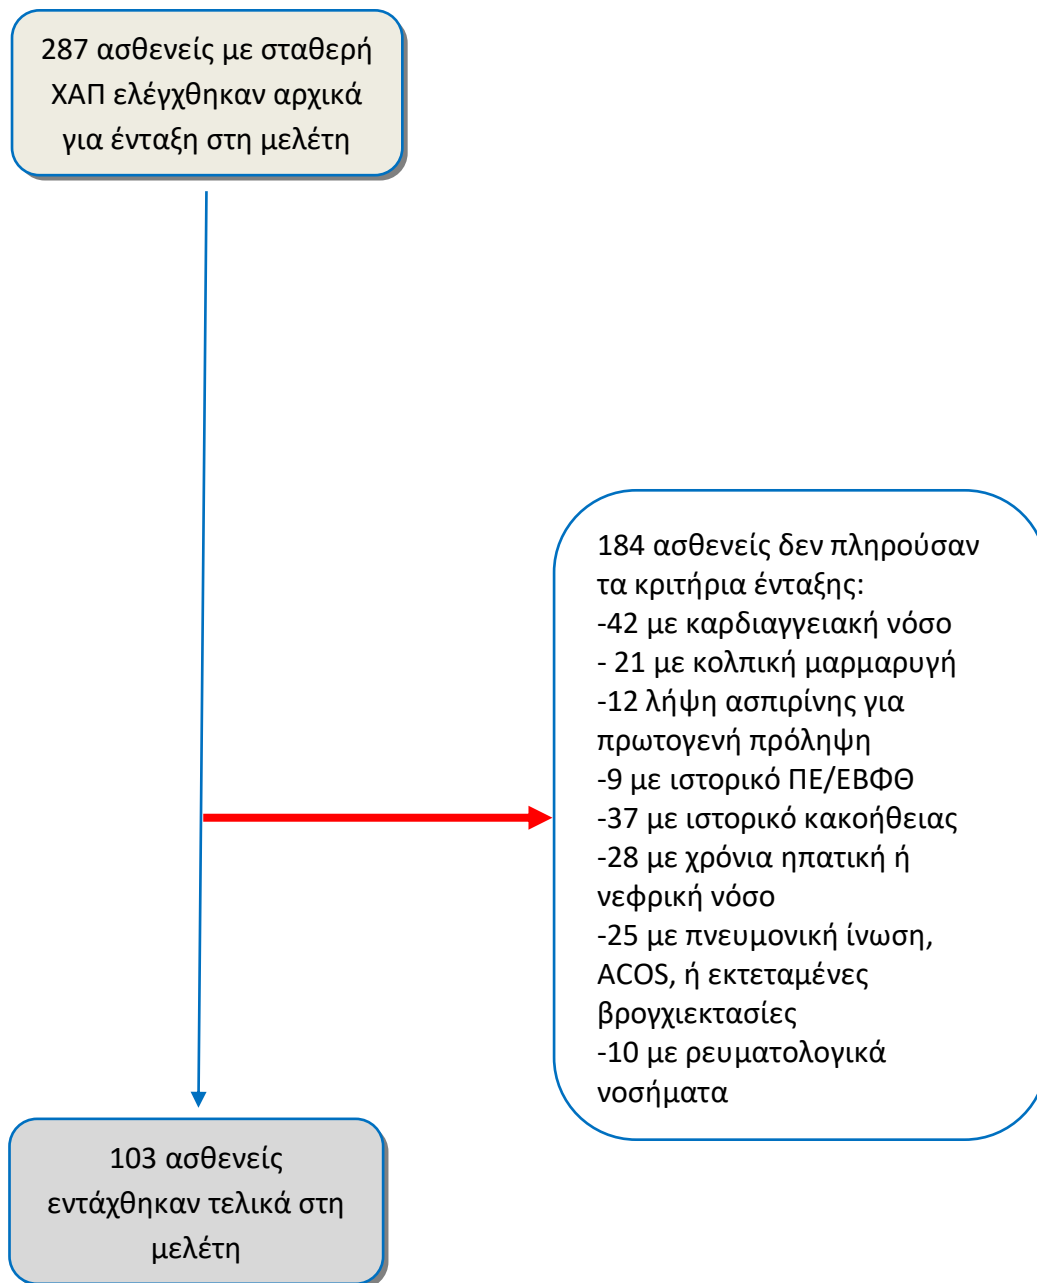 287 ασθενείς με σταθερή
ΧΑΠ ελέγχθηκαν αρχικά
για ένταξη στη μελέτη
184 ασθενείς δεν πληρούσαν
τα κριτήρια ένταξης:
-42 με καρδιαγγειακή νόσο
- 21 με κολπική μαρμαρυγή
-12 λήψη ασπιρίνης για
πρωτογενή πρόληψη
-9 με ιστορικό ΠΕ/ΕΒΦΘ
-37 με ιστορικό κακοήθειας
-28 με χρόνια ηπατική ή
νεφρική νόσο
-25 με πνευμονική ίνωση,
ACOS, ή εκτεταμένες
βρογχιεκτασίες
-10 με ρευματολογικά
νοσήματα
103 ασθενείς
εντάχθηκαν τελικά στη
μελέτη